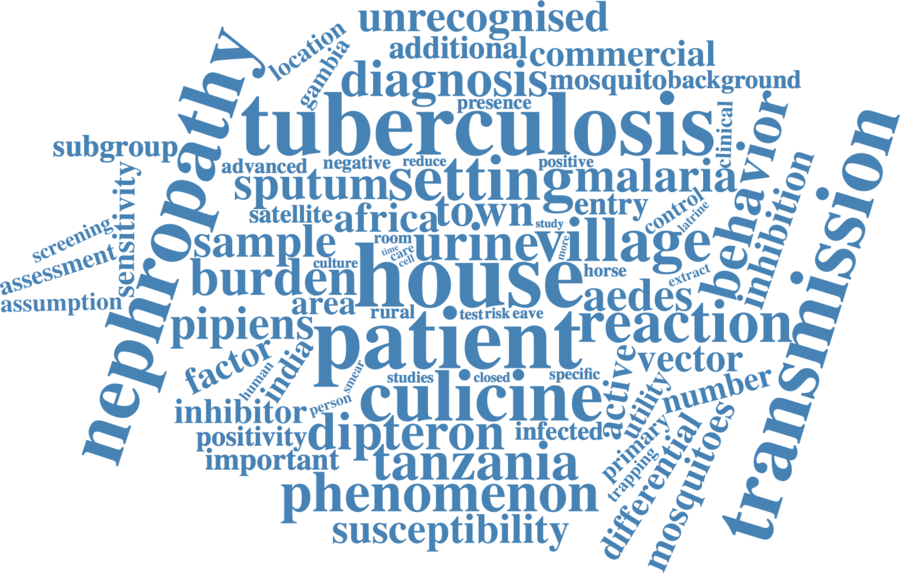 unrecognised
location
additional
commercial
gambia
diagnosis
mosquito
background
presence
tuberculosis
clinical
nephropathy
subgroup
advanced
negative
reduce
positive
behavior
transmission
sputum
setting
malaria
entry
sensitivity
satellite
africa
town
study
control
latrine
inhibition
screening
sample
room
urine
village
more
time
care
cell
assessment
burden
culture
house
horse
extract
assumption
area
aedes
pipiens
rural
test
risk
eave
reaction
patient
factor
india
vector
human
smear
studies
closed
specific
active
utility
number
inhibitor
person
culicine
positivity
dipteron
infected
primary
differential
mosquitoes
important
tanzania
trapping
phenomenon
susceptibility